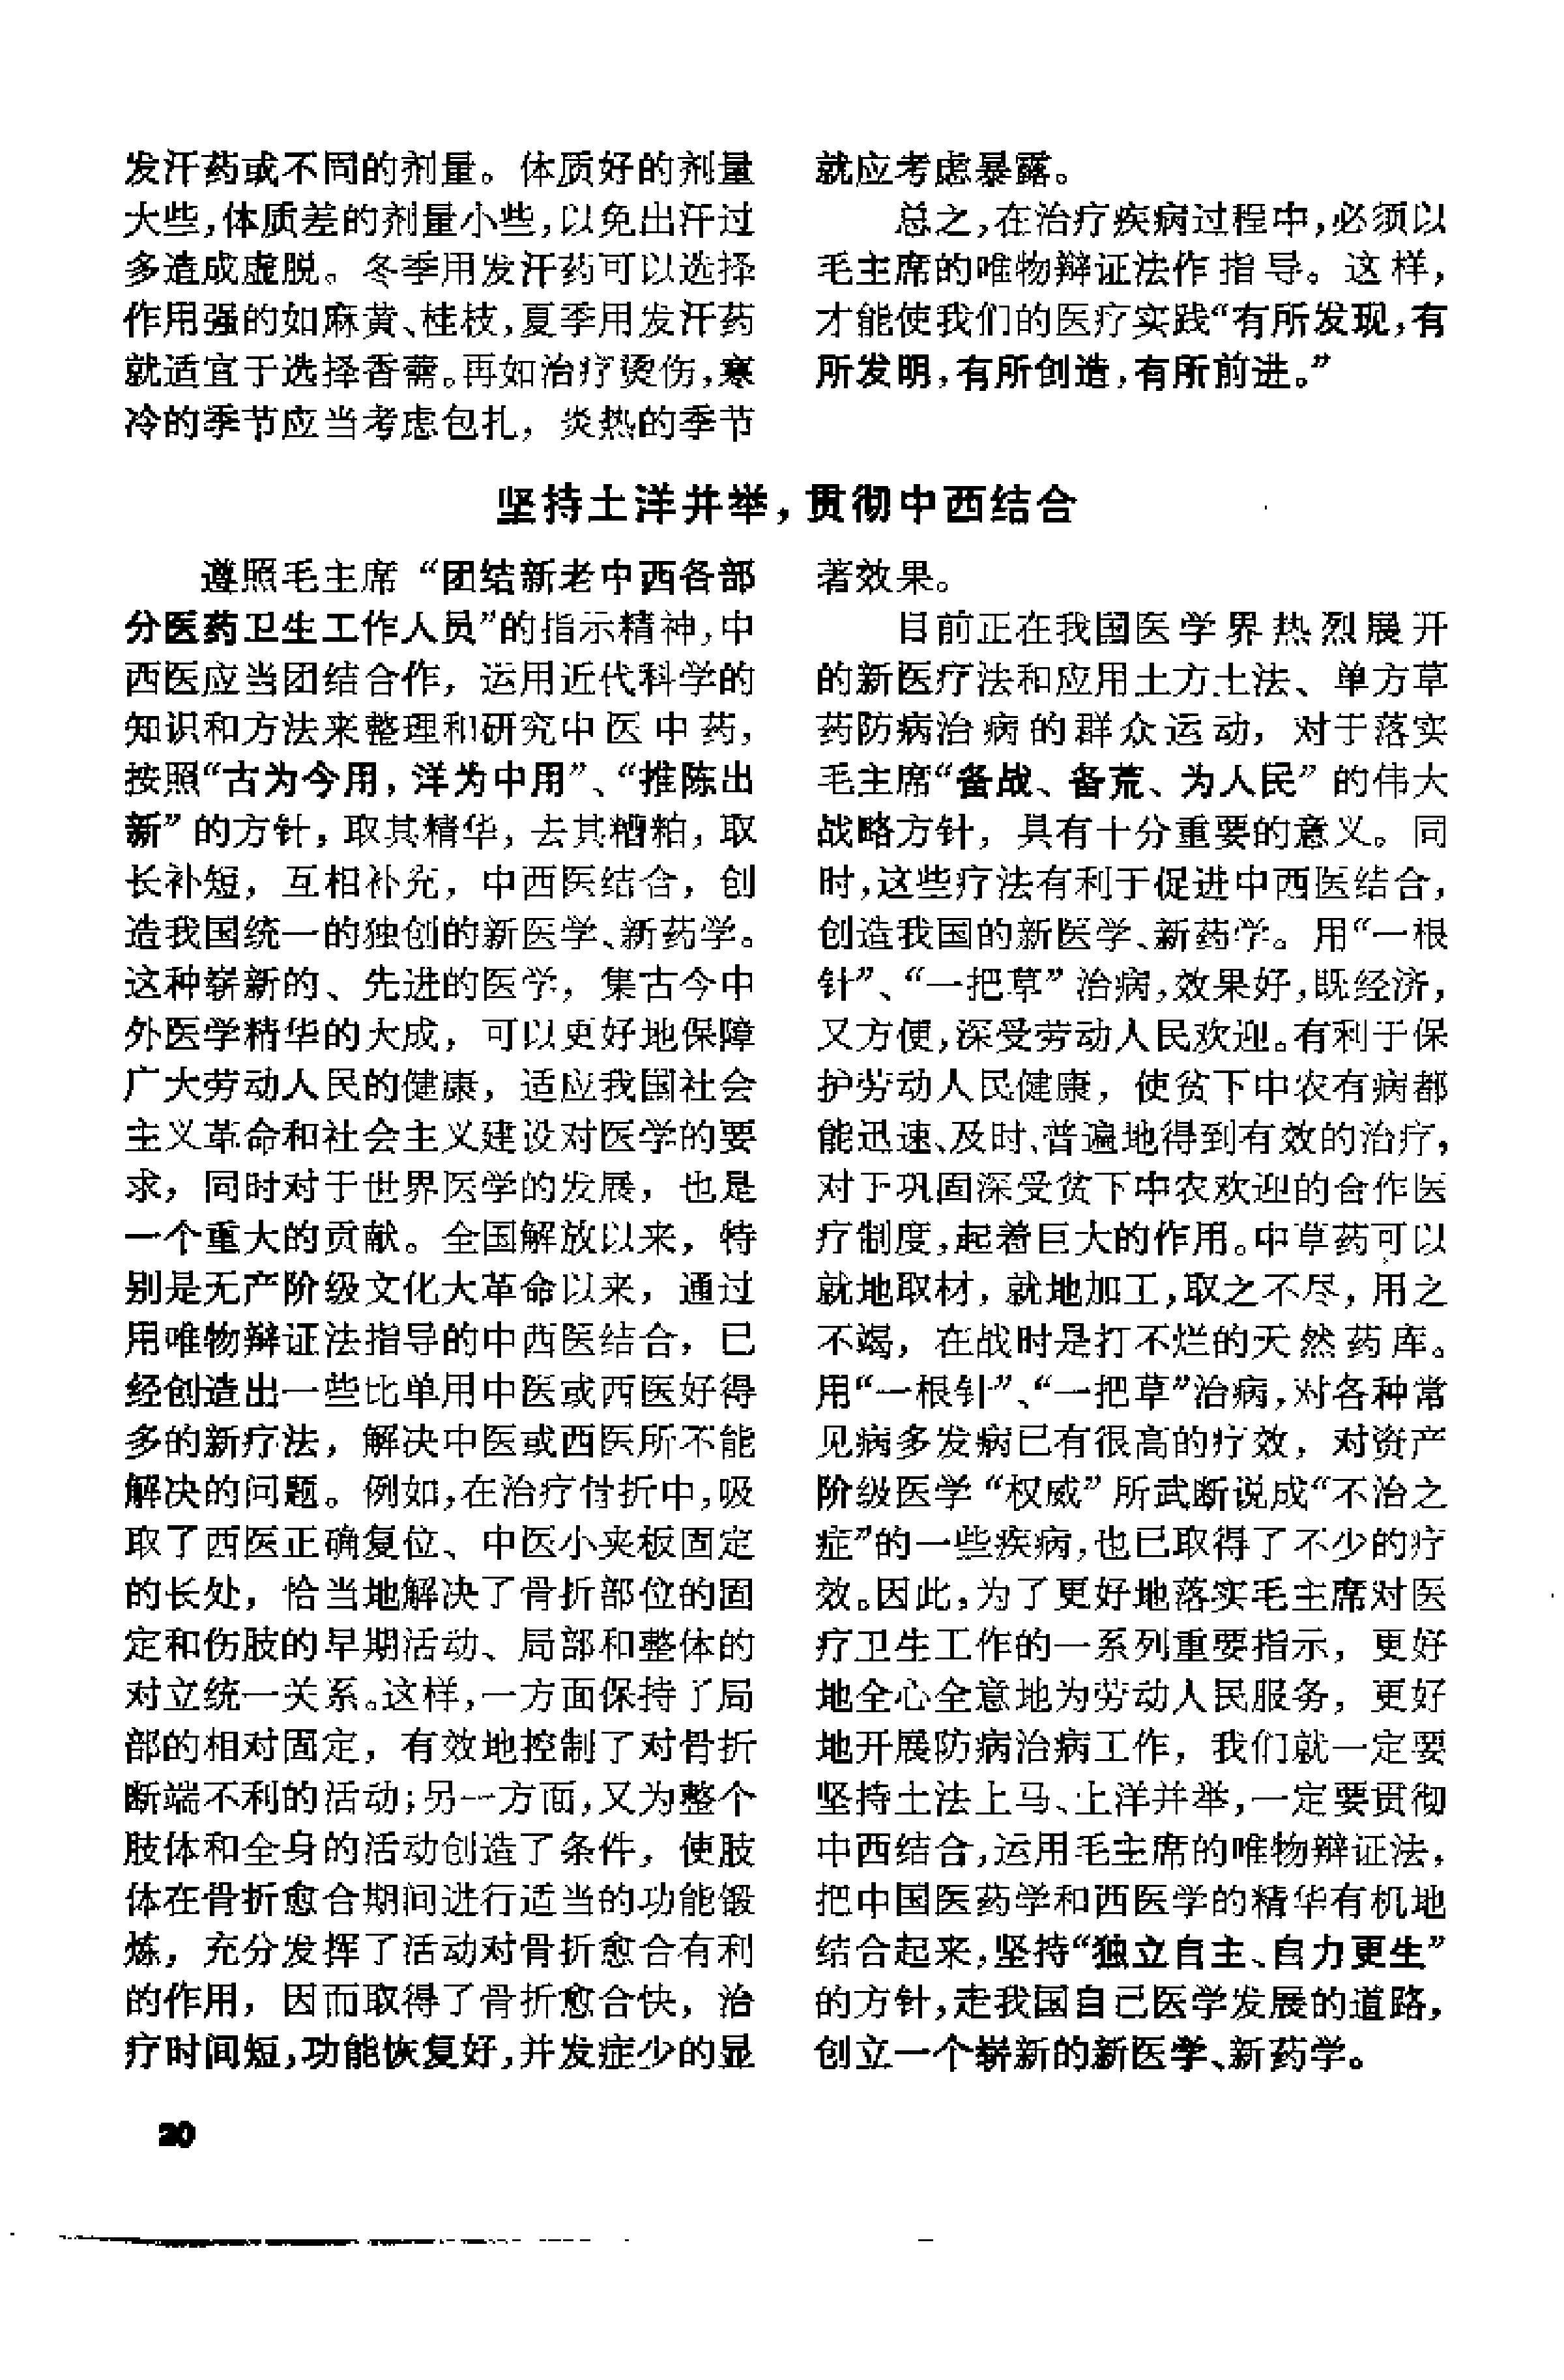 发汗药或不同的剂量。体质好的剂量
大些,体质差的剂量小些,以免出汗过
多造成虚脱。冬季用发汗药可以选择
作用强的如麻黄、桂枝,夏季用发汗药
就适宜于选择香薷。再如治疗烫伤,寒
冷的季节应当考虑包扎，炎热的季节
就应考虑暴露。
总之,在治疗疾病过程中,必须以
毛主席的唯物辩证法作指导。这样,
才能使我们的医疗实践“有所发现,有
所发明,有所创造,有所前进。”
坚持土洋并举,贯彻中西结合
遵照毛主席“团结新老中西各部
分医药卫生工作人员”的指示精神,中
西医应当团结合作，运用近代科学的
知识和方法来整理和研究中医中药,
按照“古为今用,洋为中用”、“推陈出
新”的方针,取其精华,去其糟粕,取
长补短，互相补充，中西医结合，创
造我国统一的独创的新医学、新药学。
这种崭新的、先进的医学，集古今中
外医学精华的大成，可以更好地保障
广大劳动人民的健康，适应我国社会
主义革命和社会主义建设对医学的要
求，同时对于世界医学的发展，也是
一个重大的贡献。全国解放以来，特
别是无产阶级文化大革命以来，通过
用唯物辩证法指导的中西医结合，已
经创造出一些比单用中医或西医好得
多的新疗法，解决中医或西医所不能
解决的问题。例如,在治疗骨折中,吸
取了西医正确复位、中医小夹板固定
的长处，恰当地解决了骨折部位的固
定和伤肢的早期活动、局部和整体的
对立统一关系。这样,一方面保持了局
部的相对固定，有效地控制了对骨折
断端不利的活动;另一方面,又为整个
肢体和全身的活动创造了条件，使肢
体在骨折愈合期间进行适当的功能锻
炼，充分发挥了活动对骨折愈合有利
的作用，因而取得了骨折愈合快，治
疗时间短,功能恢复好,并发症少的显
著效果。
目前正在我国医学界热烈展开
的新医疗法和应用土方土法、单方草
药防病治病的群众运动，对于落实
毛主席“备战、备荒、为人民”的伟大
战略方针，具有十分重要的意义。同
时,这些疗法有利于促进中西医结合,
创造我国的新医学、新药学。用“一根
针”、“一把草”治病,效果好,既经济,
又方便,深受劳动人民欢迎。有利于保
护劳动人民健康，使贫下中农有病都
能迅速、及时、普遍地得到有效的治疗,
对于巩固深受贫下中农欢迎的合作医
疗制度,起着巨大的作用。中草药可以
就地取材,就地加工,取之不尽,用之
不竭，在战时是打不烂的天然药库。
用“一根针”、“一把草”治病,对各种常
见病多发病已有很高的疗效，对资产
阶级医学“权威”所武断说成“不治之
症”的一些疾病,也已取得了不少的疗
效。因此,为了更好地落实毛主席对医
疗卫生工作的一系列重要指示，更好
地全心全意地为劳动人民服务，更好
地开展防病治病工作，我们就一定要
坚持土法上马、土洋并举,一定要贯彻
中西结合,运用毛主席的唯物辩证法,
把中国医药学和西医学的精华有机地
结合起来,坚持“独立自主、自力更生”
的方针,走我国自己医学发展的道路,
创立一个崭新的新医学、新药学。
20